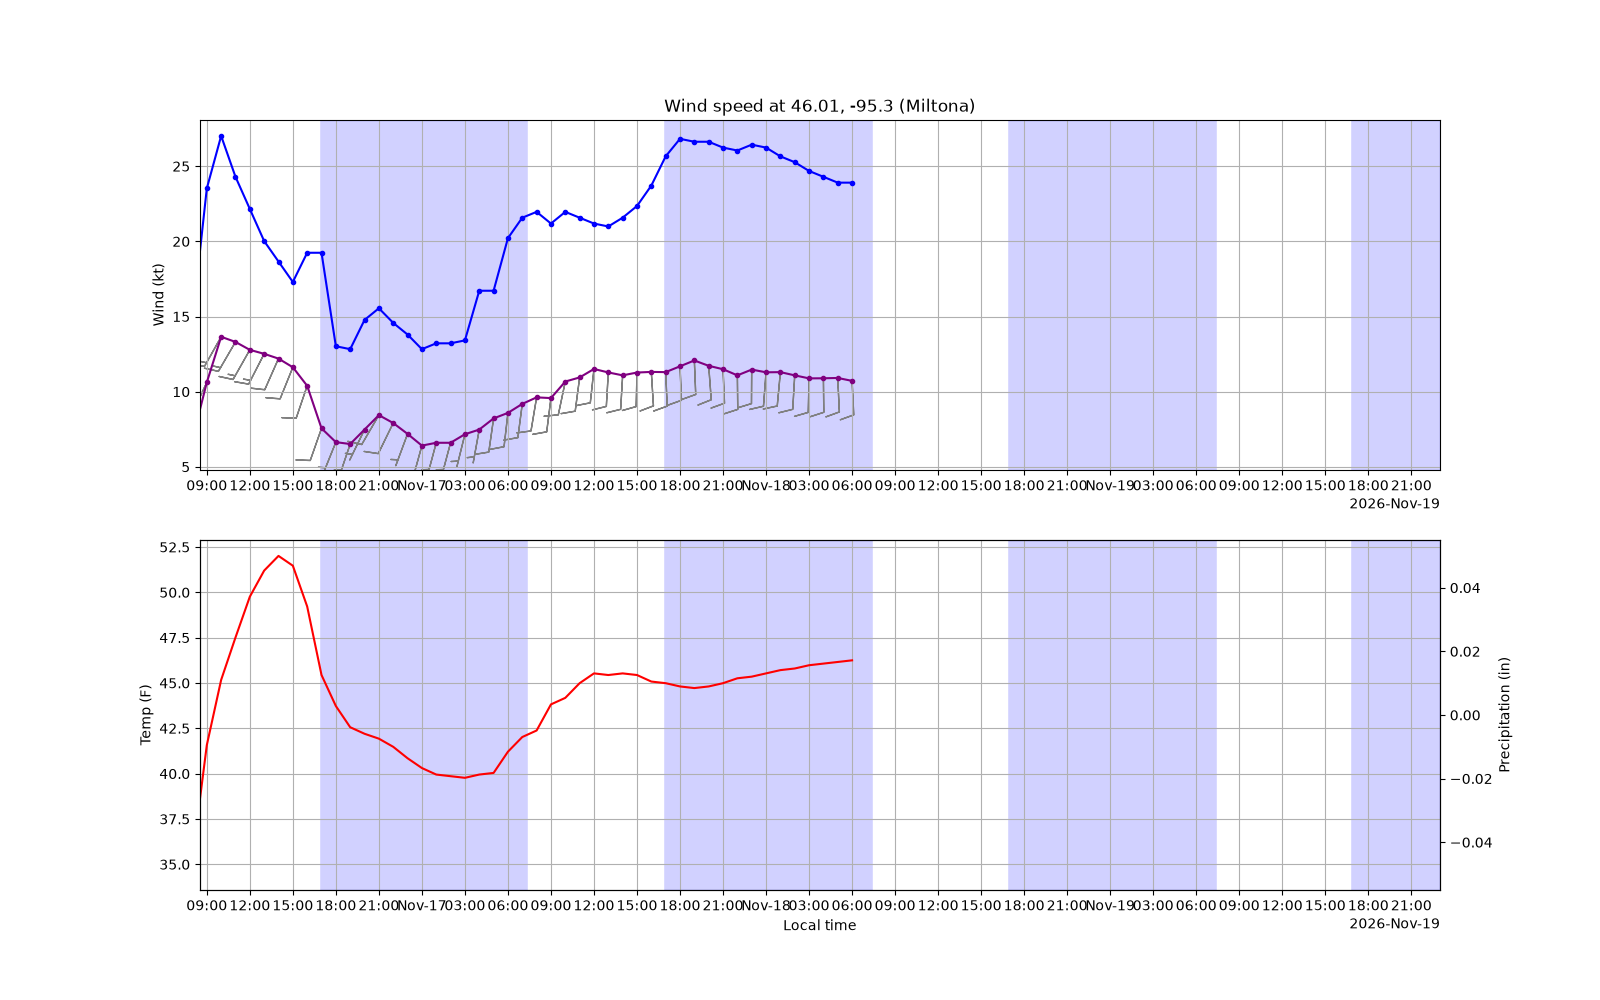 Wind speed at 46.01, -95.3 (Miltona)
25
20
15
10
5
Wind (kt)
09:00 12:00 15:00 18:00 21:00 Nov-17 03:00 06:00 09:00 12:00 15:00 18:00 21:00 Nov-18 03:00 06:00 09:00 12:00 15:00 18:00 21:00 Nov-19 03:00 06:00 09:00 12:00 15:00 18:00 21:00
2026-Nov-19
52.5
50.0
47.5
45.0
42.5
40.0
37.5
35.0
Temp (F)
0.04
0.02
0.00
−0.02
−0.04
Precipitation (in)
09:00 12:00 15:00 18:00 21:00 Nov-17 03:00 06:00 09:00 12:00 15:00 18:00 21:00 Nov-18 03:00 06:00 09:00 12:00 15:00 18:00 21:00 Nov-19 03:00 06:00 09:00 12:00 15:00 18:00 21:00
Local time
2026-Nov-19